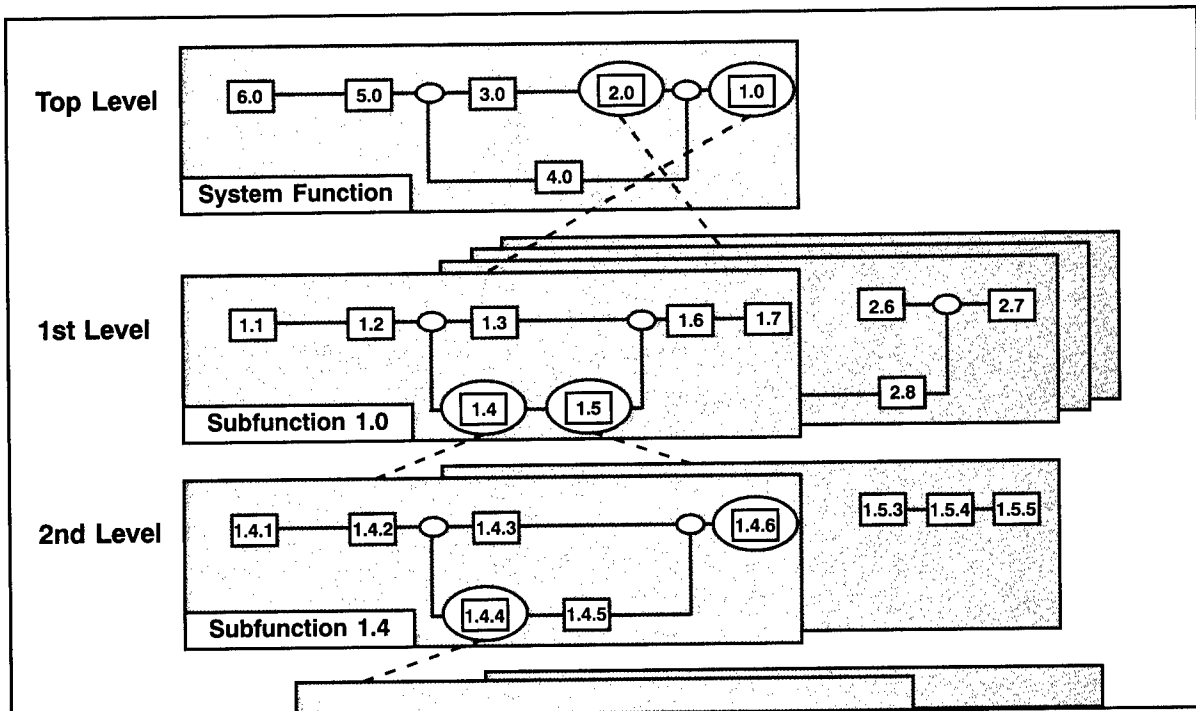 Top Level
6.0 5.0 3.0 2.0 1.0
4.0
System Function
1st Level
1.1 1.2 1.3 1.6 1.7
1.4 1.5
Subfunction 1.0
2.6 2.7
2.8
2nd Level
1.4.1 1.4.2 1.4.3 1.4.6
1.4.4 1.4.5
Subfunction 1.4
1.5.3 1.5.4 1.5.5